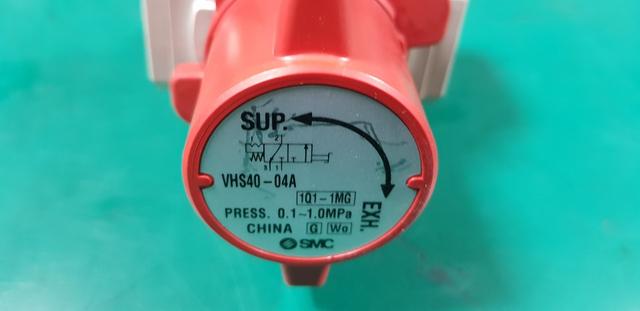 SUP.
VHS40-04A
1Q1-1MG
PRESS. 0.1~1.0MPa
EXH.
CHINA G Wo
SMC